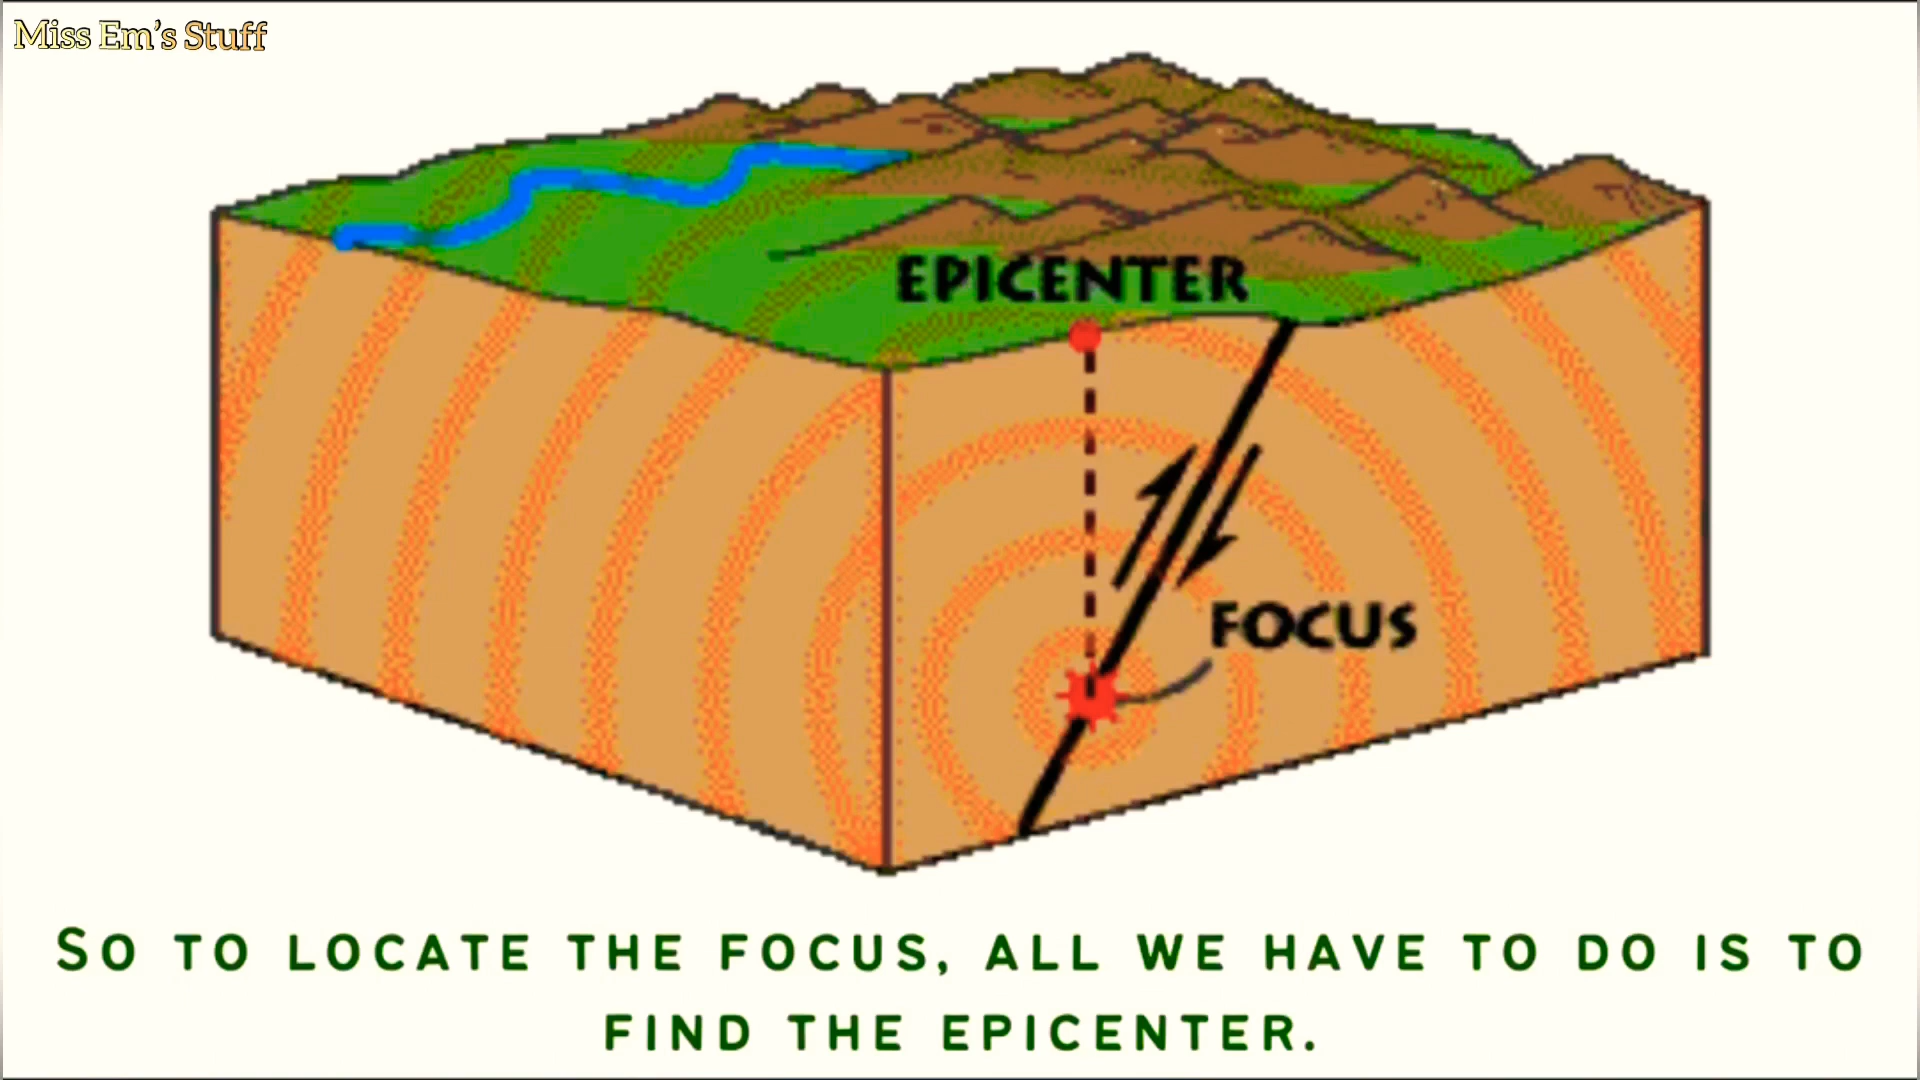 Miss Em's Stuff
EPICENTER
FOCUS
SO TO LOCATE THE FOCUS, ALL WE HAVE TO DO IS TO
FIND THE EPICENTER.